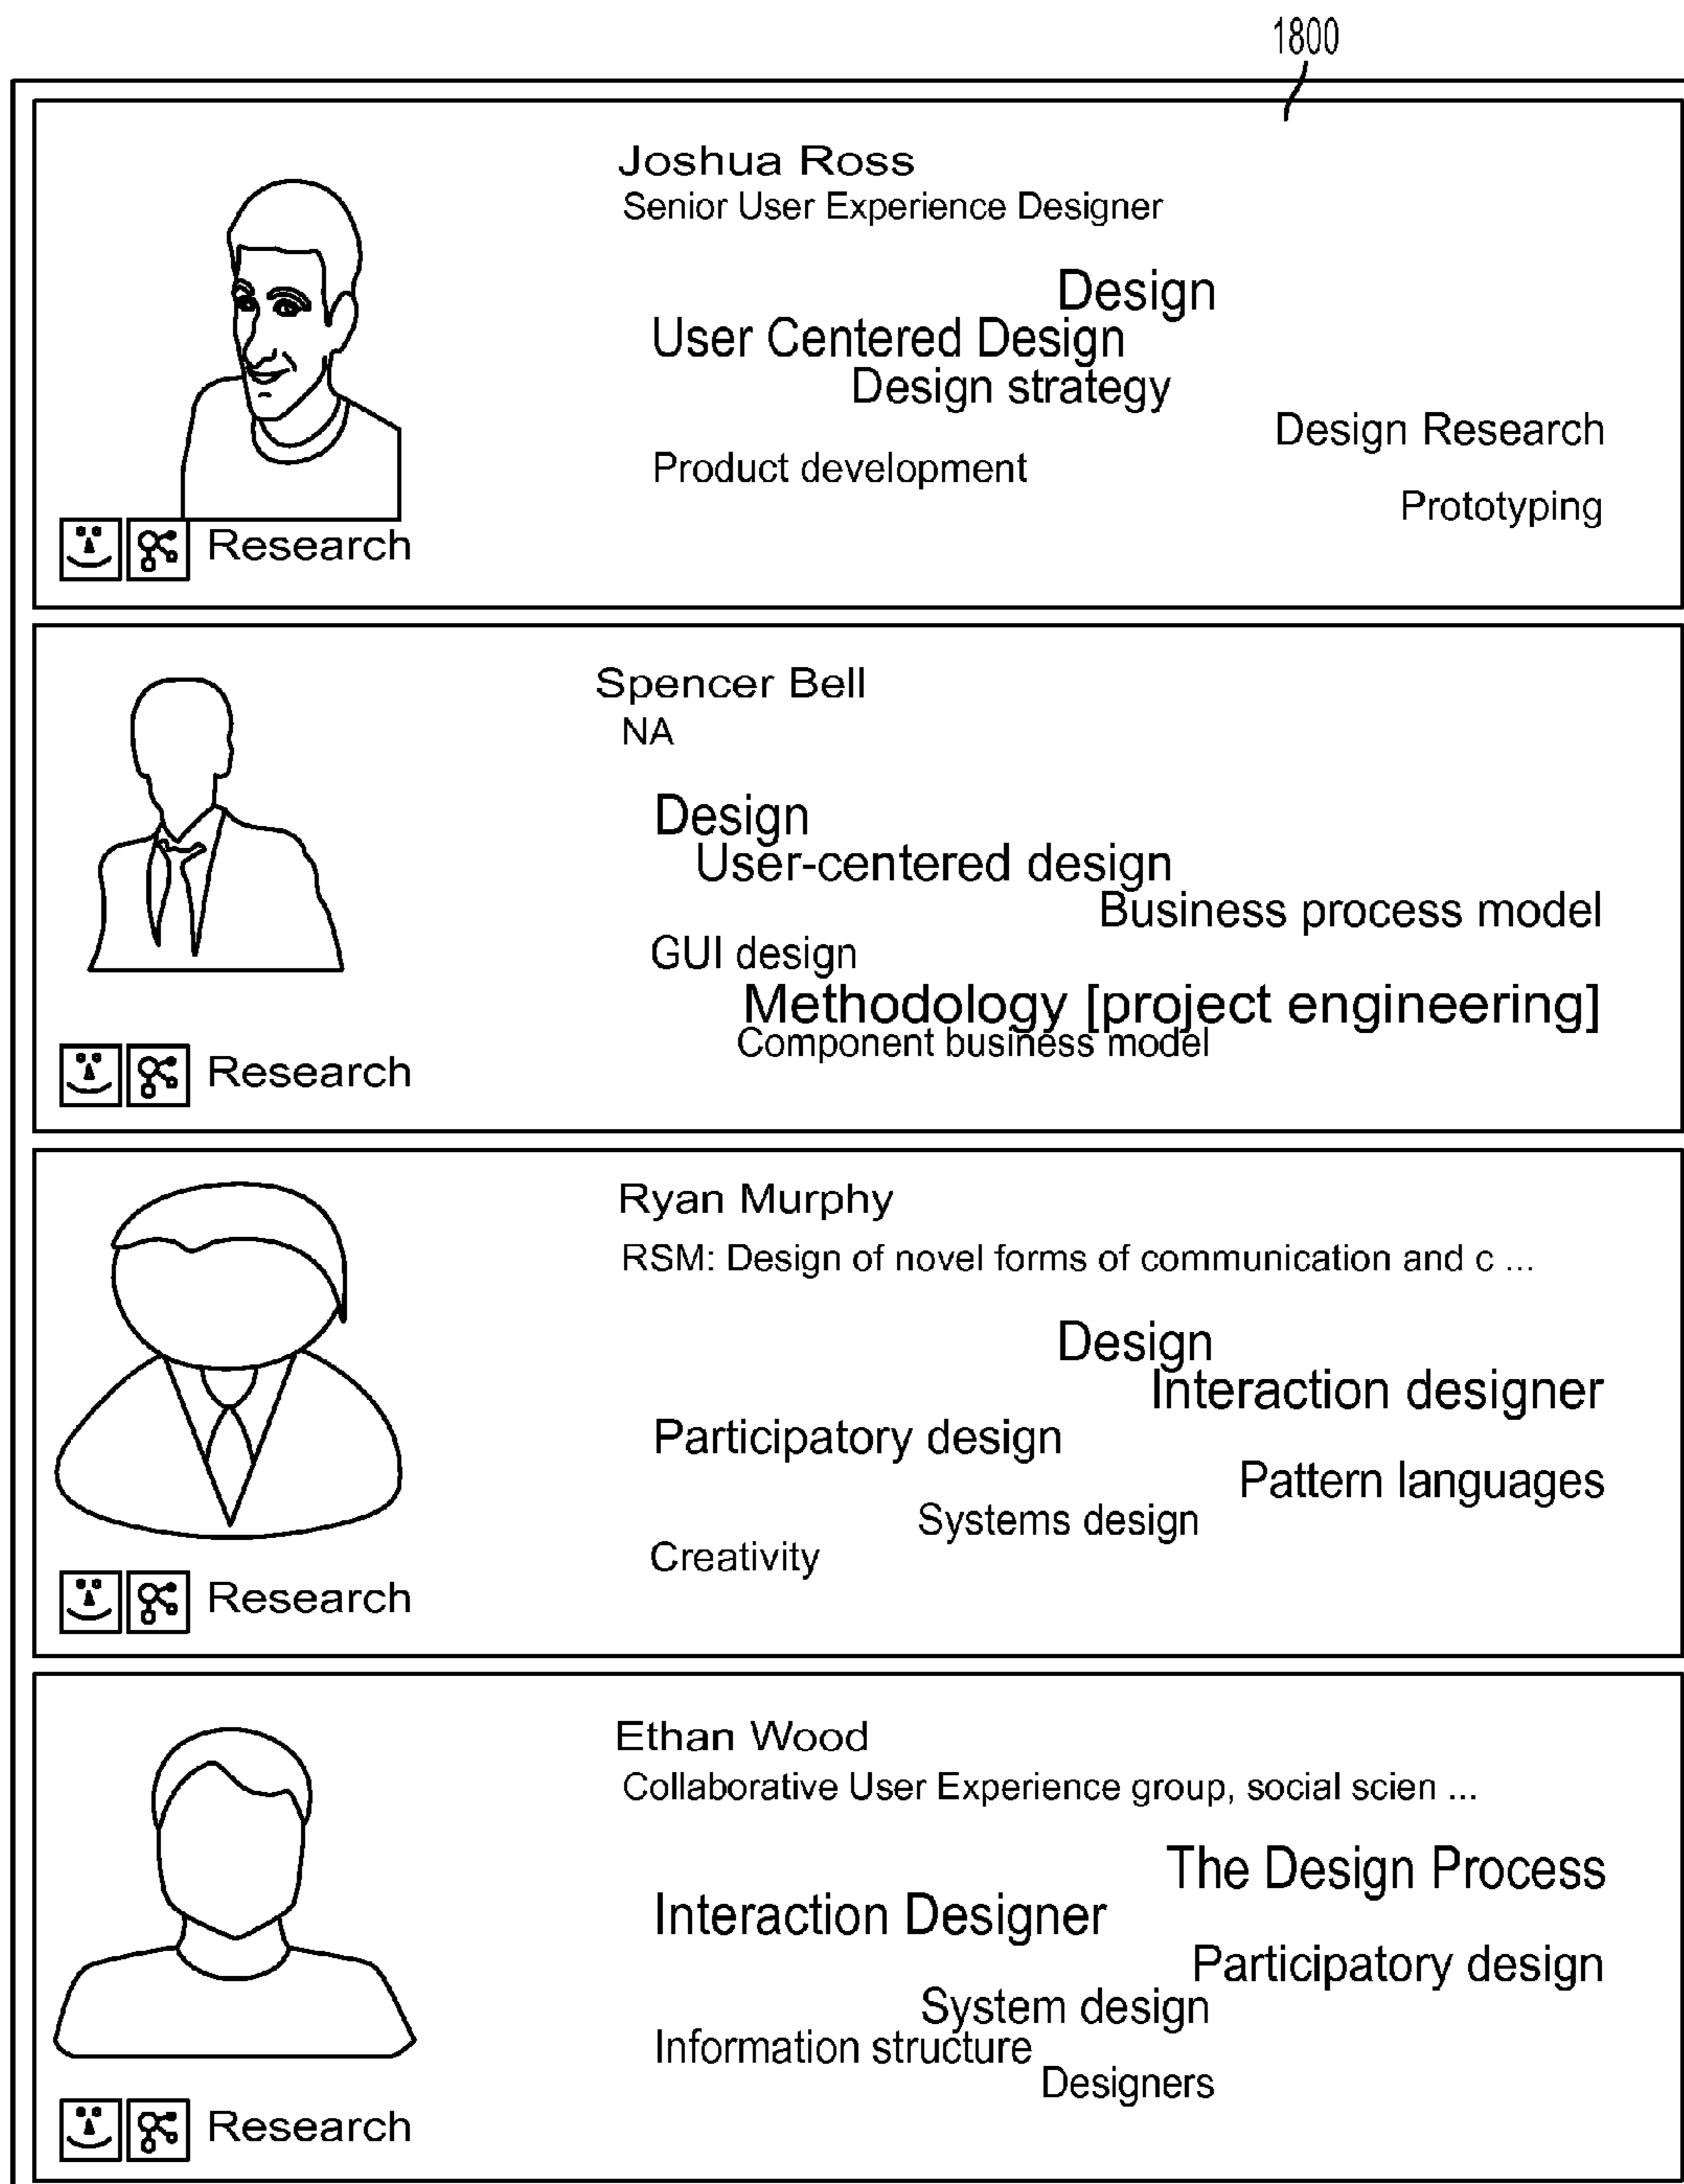 1800
Joshua Ross
Senior User Experience Designer
Design
User Centered Design
Design strategy
Design Research
Product development
Prototyping
Research
Spencer Bell
NA
Design
User-centered design
Business process model
GUI design
Methodology [project engineering]
Component business model
Research
Ryan Murphy
RSM: Design of novel forms of communication and c ...
Design
Interaction designer
Participatory design
Pattern languages
Systems design
Creativity
Research
Ethan Wood
Collaborative User Experience group, social scien ...
The Design Process
Interaction Designer
Participatory design
System design
Information structure
Designers
Research